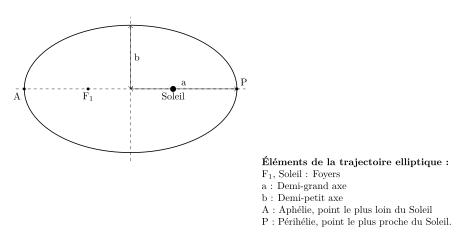 b
a
P
A
F₁
Soleil
Éléments de la trajectoire elliptique :
F₁, Soleil : Foyers
a : Demi-grand axe
b : Demi-petit axe
A : Aphélie, point le plus loin du Soleil
P : Périhélie, point le plus proche du Soleil.